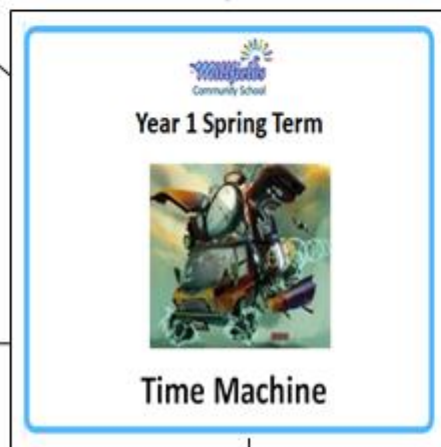 Millfields
Community School
Year 1 Spring Term
Time Machine